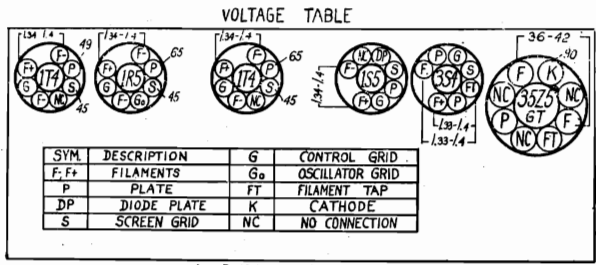 VOLTAGE TABLE
1.34 1.4 49
1.34-1.4 65
1.34-1.4 65
36-42
90
F- P S NC F- G F+ 1T4 45
F- P S Go F- G F+ 1R5 45
F- P S NC F- G F+ 1T4 45
NC DP S P G F+ F- 1S5 1.34-1.4
P G S FT P F+ F- 3S4 1.33-1.4 1.33-1.4
F K NC F FT NC P NC 35Z5 GT
SYM. DESCRIPTION G CONTROL GRID
F-, F+ FILAMENTS Go OSCILLATOR GRID
P PLATE FT FILAMENT TAP
DP DIODE PLATE K CATHODE
S SCREEN GRID NC NO CONNECTION